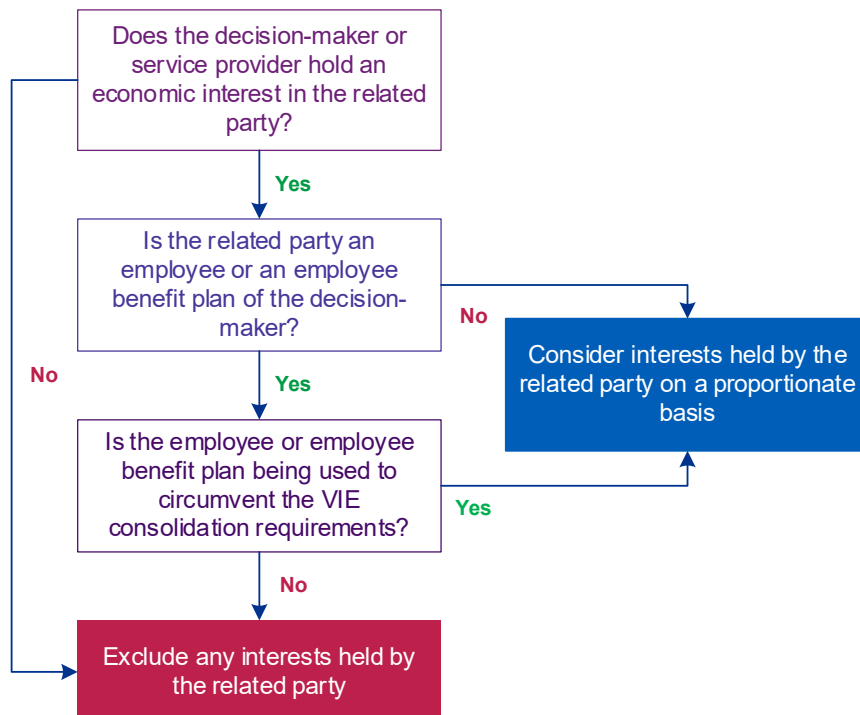 Does the decision-maker or
service provider hold an
economic interest in the related
party?
Yes
Is the related party an
employee or an employee
benefit plan of the decision-
maker?
No
Consider interests held by the
related party on a proportionate
basis
No
Yes
Is the employee or employee
benefit plan being used to
circumvent the VIE
consolidation requirements?
Yes
No
Exclude any interests held by
the related party